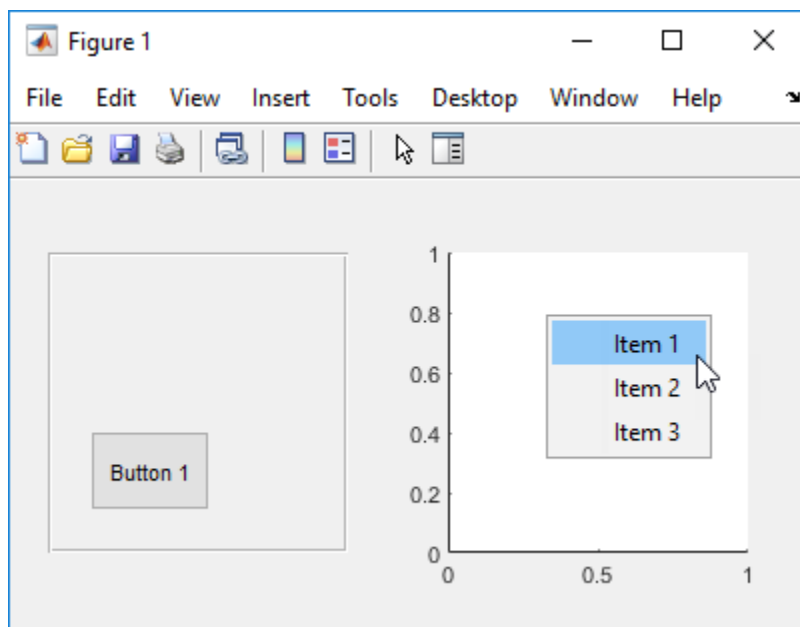 Figure 1
File Edit View Insert Tools Desktop Window Help
1
0.8
Item 1
0.6
Item 2
0.4
Item 3
Button 1
0.2
0
0 0.5 1